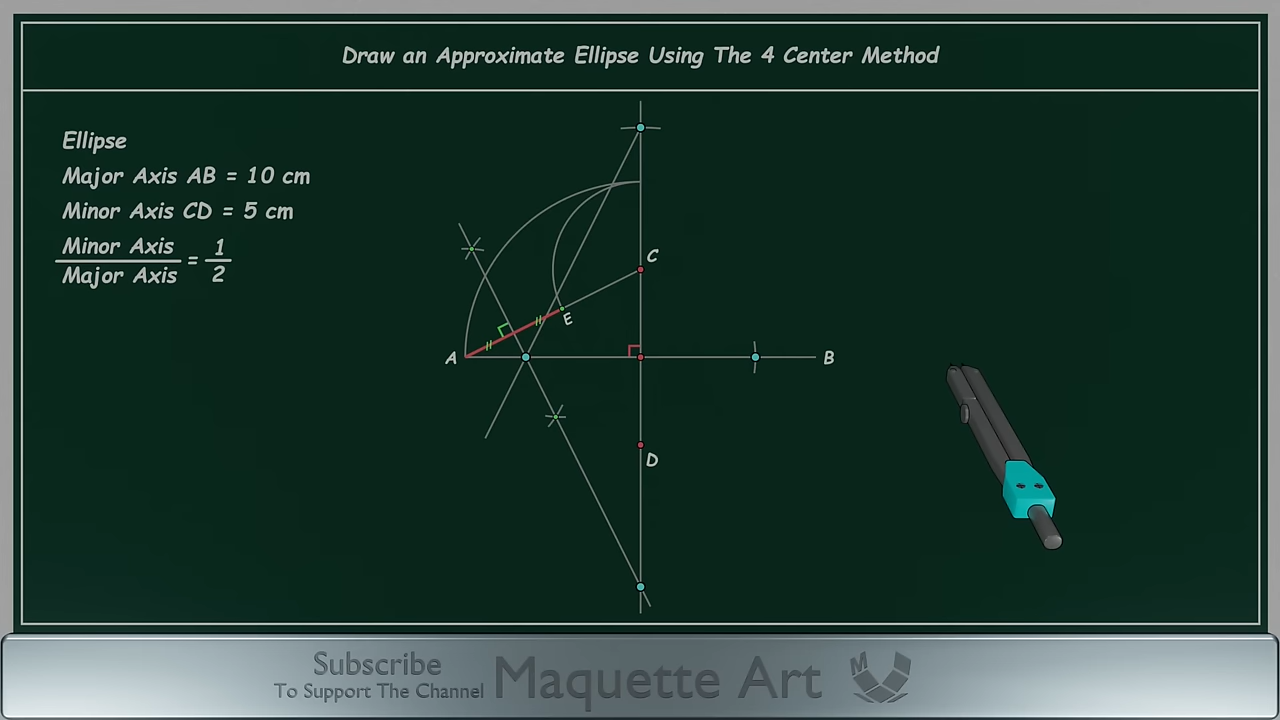 Draw an Approximate Ellipse Using The 4 Center Method
Ellipse
Major Axis AB = 10 cm
Minor Axis CD = 5 cm
Minor Axis / Major Axis = 1 / 2
C
E
A
B
D
Subscribe
To Support The Channel
Maquette Art
M